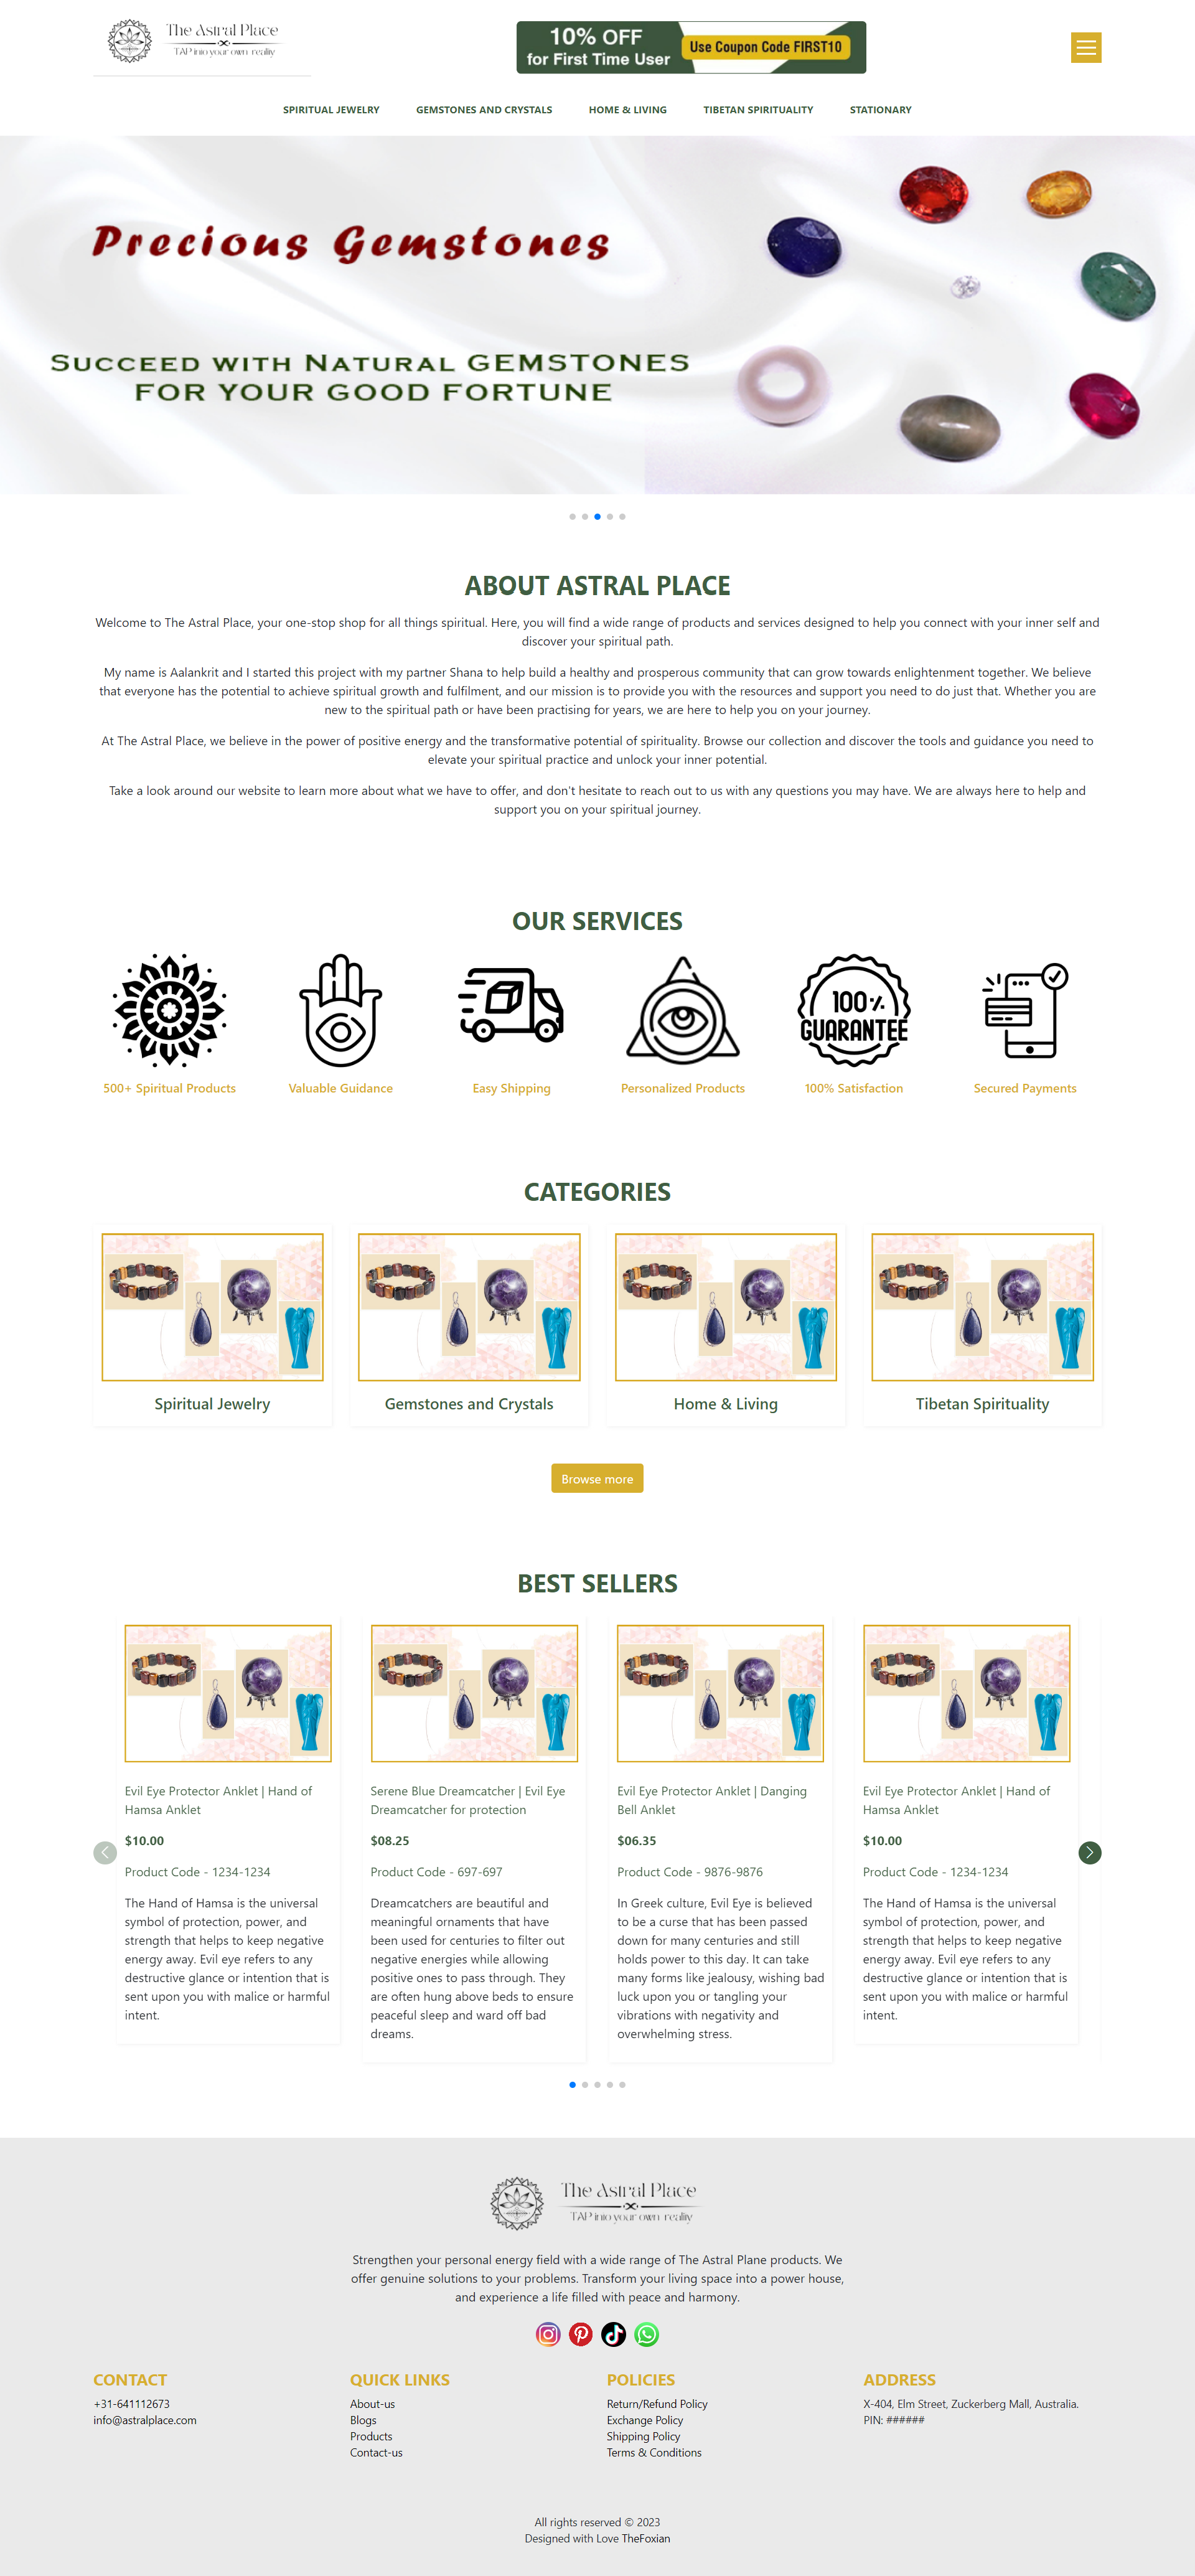 The Astral Place
TAP into your own reality
10% OFF
for First Time User
Use Coupon Code FIRST10
SPIRITUAL JEWELRY
GEMSTONES AND CRYSTALS
HOME & LIVING
TIBETAN SPIRITUALITY
STATIONARY
Precious Gemstones
SUCCEED WITH NATURAL GEMSTONES
FOR YOUR GOOD FORTUNE
ABOUT ASTRAL PLACE
Welcome to The Astral Place, your one-stop shop for all things spiritual. Here, you will find a wide range of products and services designed to help you connect with your inner self and
discover your spiritual path.
My name is Aalankrit and I started this project with my partner Shana to help build a healthy and prosperous community that can grow towards enlightenment together. We believe
that everyone has the potential to achieve spiritual growth and fulfilment, and our mission is to provide you with the resources and support you need to do just that. Whether you are
new to the spiritual path or have been practising for years, we are here to help you on your journey.
At The Astral Place, we believe in the power of positive energy and the transformative potential of spirituality. Browse our collection and discover the tools and guidance you need to
elevate your spiritual practice and unlock your inner potential.
Take a look around our website to learn more about what we have to offer, and don't hesitate to reach out to us with any questions you may have. We are always here to help and
support you on your spiritual journey.
OUR SERVICES
100%
GUARANTEE
500+ Spiritual Products
Valuable Guidance
Easy Shipping
Personalized Products
100% Satisfaction
Secured Payments
CATEGORIES
Spiritual Jewelry
Gemstones and Crystals
Home & Living
Tibetan Spirituality
Browse more
BEST SELLERS
Evil Eye Protector Anklet | Hand of
Hamsa Anklet
$10.00
Product Code - 1234-1234
The Hand of Hamsa is the universal
symbol of protection, power, and
strength that helps to keep negative
energy away. Evil eye refers to any
destructive glance or intention that is
sent upon you with malice or harmful
intent.
Serene Blue Dreamcatcher | Evil Eye
Dreamcatcher for protection
$08.25
Product Code - 697-697
Dreamcatchers are beautiful and
meaningful ornaments that have
been used for centuries to filter out
negative energies while allowing
positive ones to pass through. They
are often hung above beds to ensure
peaceful sleep and ward off bad
dreams.
Evil Eye Protector Anklet | Danging
Bell Anklet
$06.35
Product Code - 9876-9876
In Greek culture, Evil Eye is believed
to be a curse that has been passed
down for many centuries and still
holds power to this day. It can take
many forms like jealousy, wishing bad
luck upon you or tangling your
vibrations with negativity and
overwhelming stress.
Evil Eye Protector Anklet | Hand of
Hamsa Anklet
$10.00
Product Code - 1234-1234
The Hand of Hamsa is the universal
symbol of protection, power, and
strength that helps to keep negative
energy away. Evil eye refers to any
destructive glance or intention that is
sent upon you with malice or harmful
intent.
The Astral Place
TAP into your own reality
Strengthen your personal energy field with a wide range of The Astral Plane products. We
offer genuine solutions to your problems. Transform your living space into a power house,
and experience a life filled with peace and harmony.
CONTACT
+31-641112673
info@astralplace.com
QUICK LINKS
About-us
Blogs
Products
Contact-us
POLICIES
Return/Refund Policy
Exchange Policy
Shipping Policy
Terms & Conditions
ADDRESS
X-404, Elm Street, Zuckerberg Mall, Australia.
PIN: ######
All rights reserved © 2023
Designed with Love TheFoxian